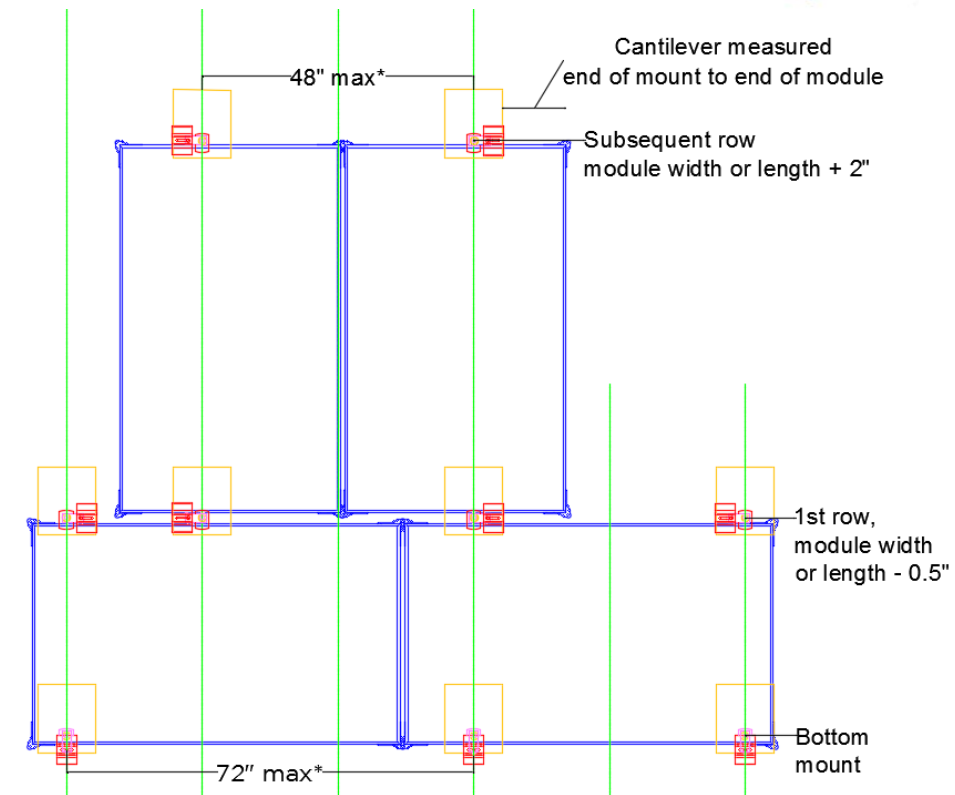 Cantilever measured
end of mount to end of module
48" max*
Subsequent row
module width or length + 2"
1st row,
module width
or length - 0.5"
Bottom
mount
72" max*